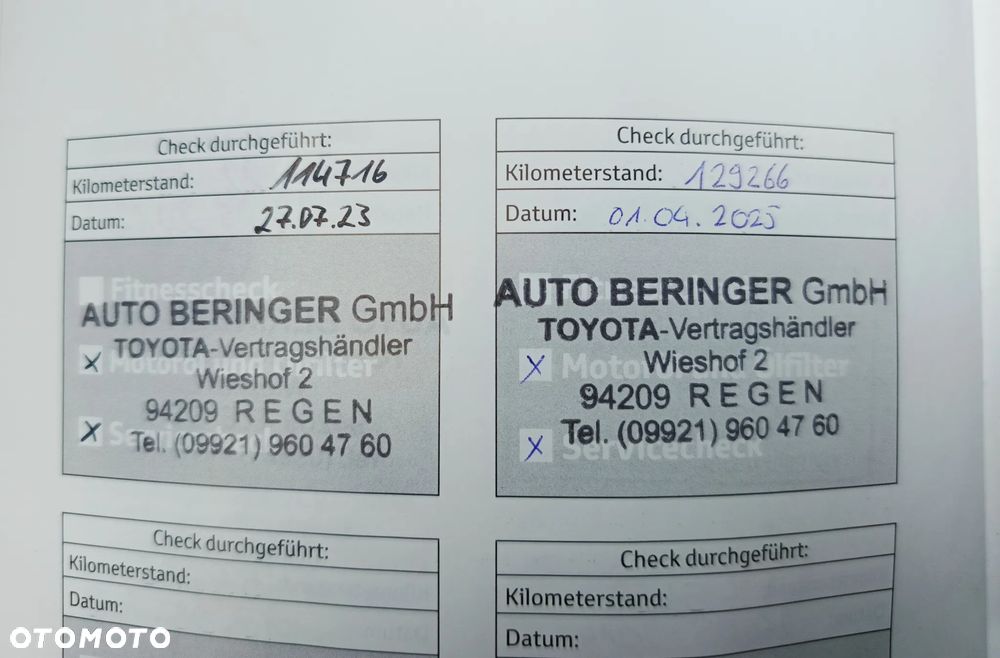 Check durchgeführt:
Kilometerstand: 114716
Datum: 27.07.23
Fitnesscheck
AUTO BERINGER GmbH
TOYOTA-Vertragshändler
Wieshof 2
94209 REGEN
Tel. (09921) 960 47 60
Check durchgeführt:
Kilometerstand: 129266
Datum: 01.04.2025
AUTO BERINGER GmbH
TOYOTA-Vertragshändler
Wieshof 2
94209 REGEN
Tel. (09921) 960 47 60
Servicecheck
Check durchgeführt:
Kilometerstand:
Datum:
Check durchgeführt:
Kilometerstand:
Datum:
OTOMOTO